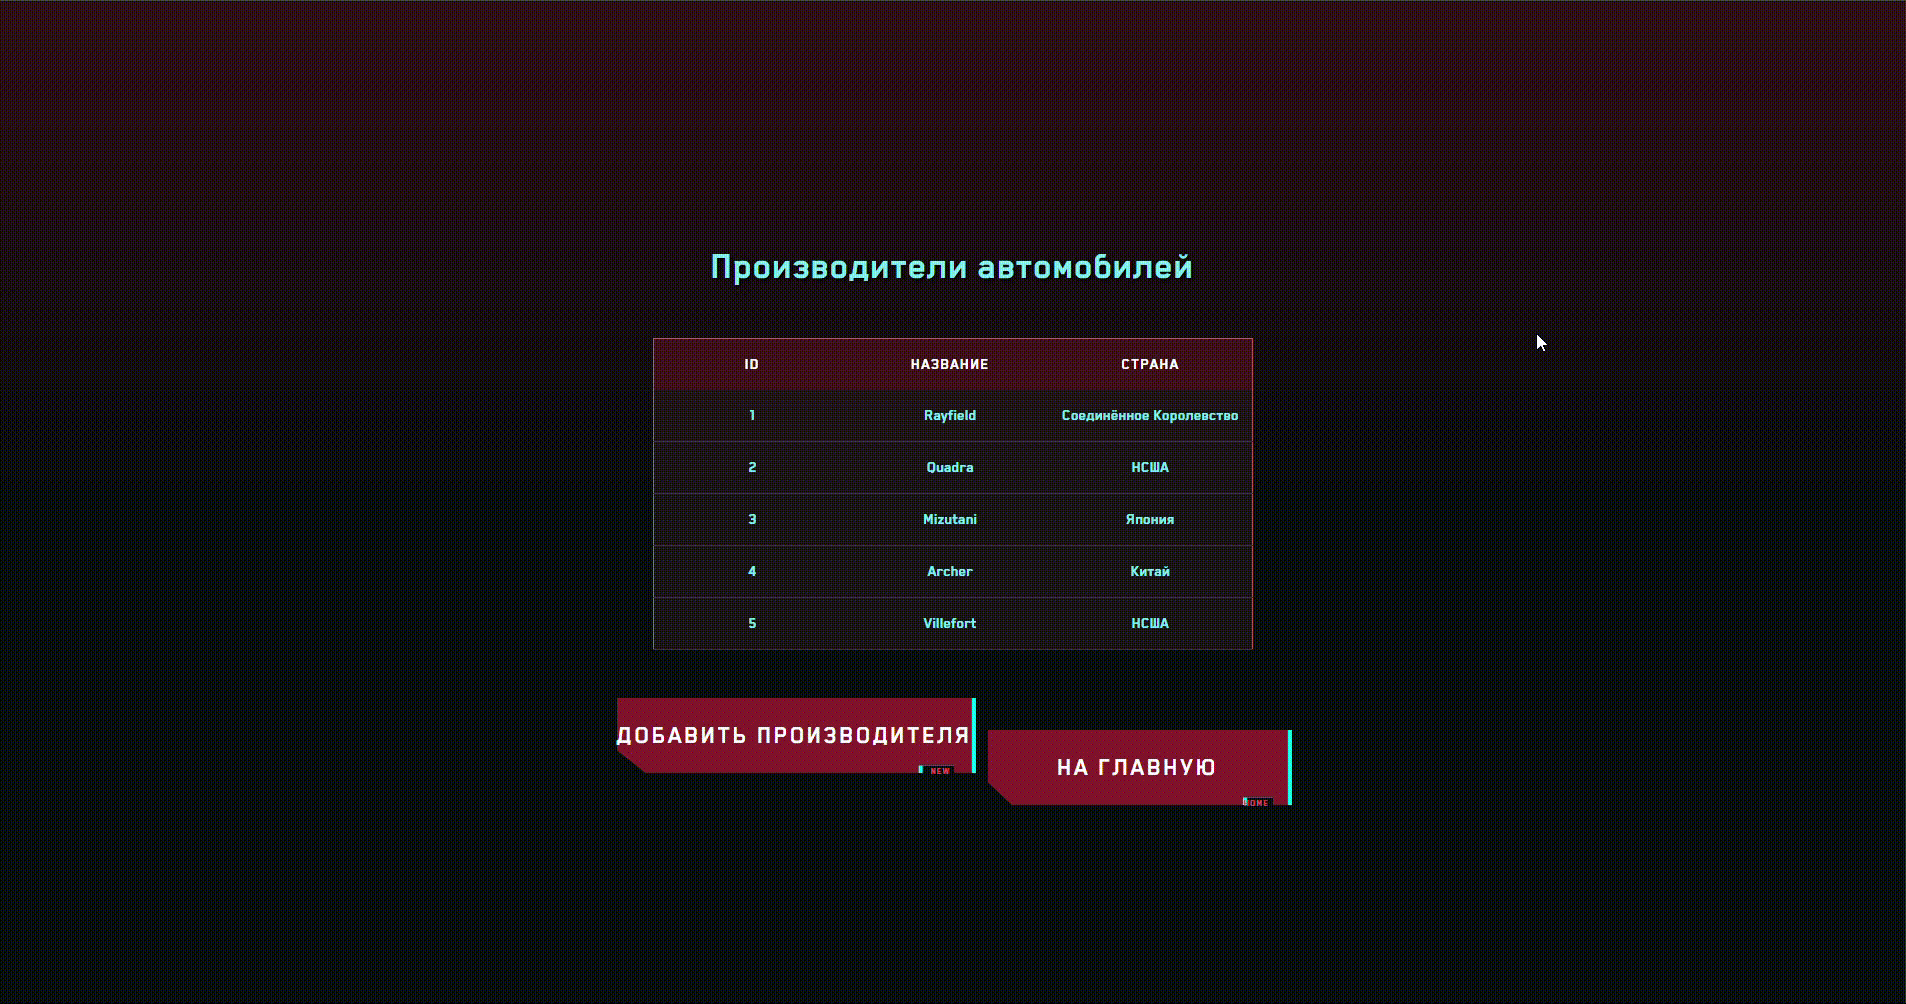 Производители автомобилей
ID НАЗВАНИЕ СТРАНА
1 Rayfield Соединённое Королевство
2 Quadra НСША
3 Mizutani Япония
4 Archer Китай
5 Villefort НСША
ДОБАВИТЬ ПРОИЗВОДИТЕЛЯ
NEW
НА ГЛАВНУЮ
HOME